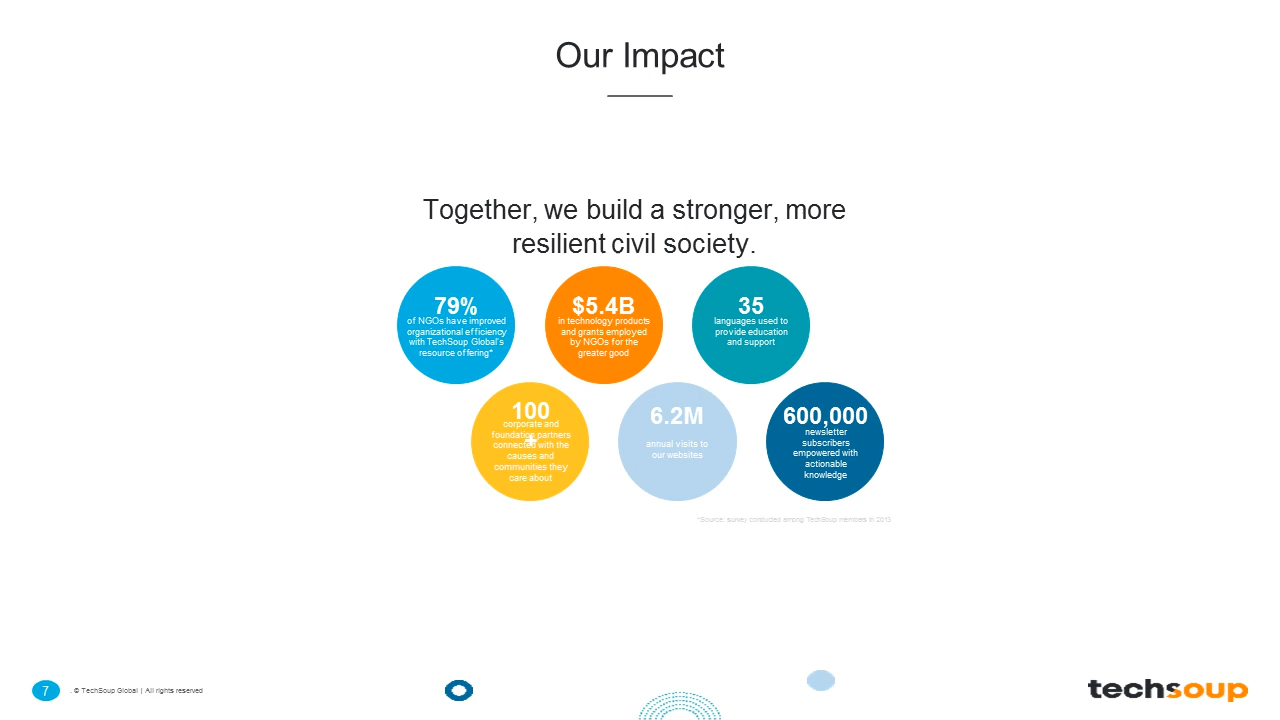 Our Impact
Together, we build a stronger, more
resilient civil society.
79%
of NGOs have improved
organizational efficiency
with TechSoup Global's
resource offering*
$5.4B
in technology products
and grants employed
by NGOs for the
greater good
35
languages used to
provide education
and support
100
+
corporate and
foundation partners
connected with the
causes and
communities they
care about
6.2M
annual visits to
our websites
600,000
newsletter
subscribers
empowered with
actionable
knowledge
*Source: survey conducted among TechSoup members in 2013
7
. © TechSoup Global | All rights reserved
techsoup